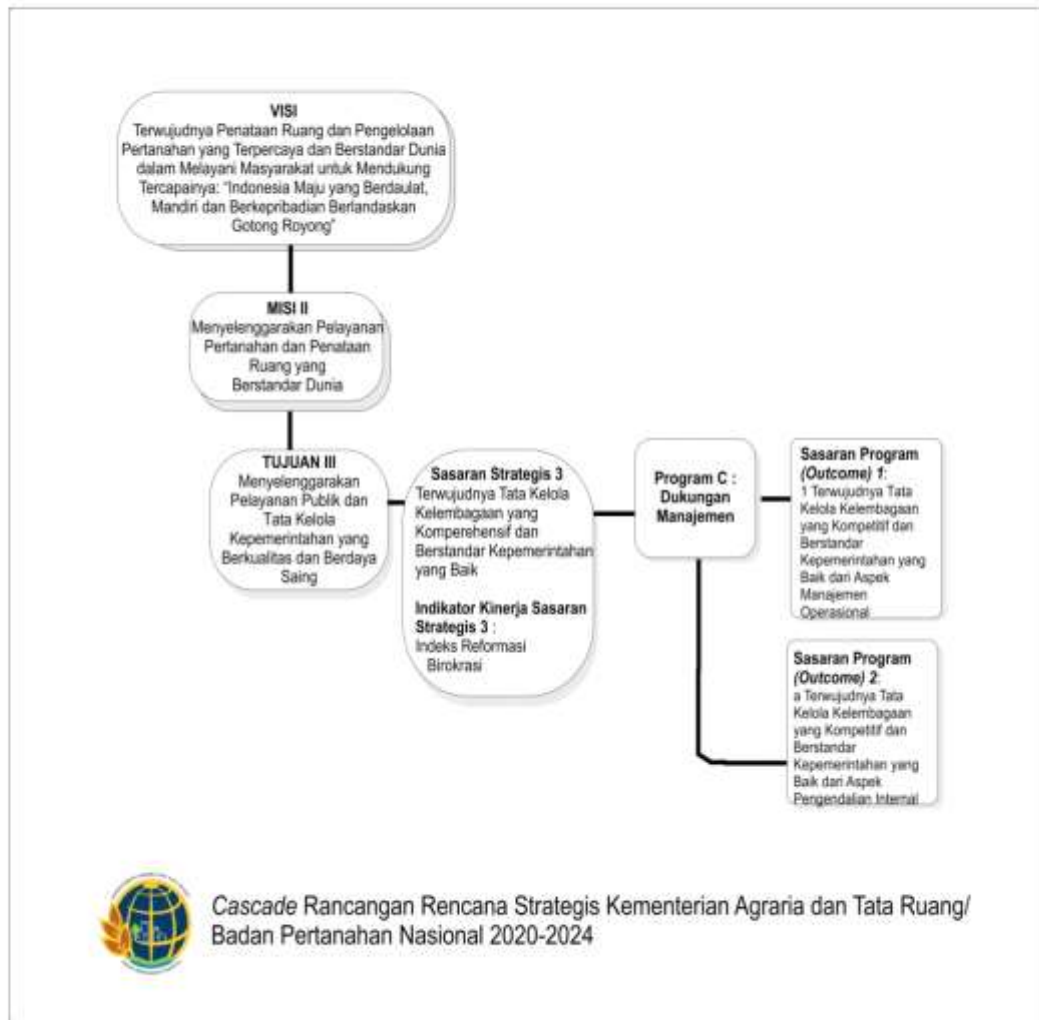 VISI
Terwujudnya Penataan Ruang dan Pengelolaan
Pertanahan yang Terpercaya dan Berstandar Dunia
dalam Melayani Masyarakat untuk Mendukung
Tercapainya: “Indonesia Maju yang Berdaulat,
Mandiri dan Berkepribadian Berlandaskan
Gotong Royong”
MISI II
Menyelenggarakan Pelayanan
Pertanahan dan Penataan
Ruang yang
Berstandar Dunia
TUJUAN III
Menyelenggarakan
Pelayanan Publik dan
Tata Kelola
Kepemerintahan yang
Berkualitas dan Berdaya
Saing
Sasaran Strategis 3
Terwujudnya Tata Kelola
Kelembagaan yang
Komperehensif dan
Berstandar Kepemerintahan
yang Baik
Indikator Kinerja Sasaran
Strategis 3 :
Indeks Reformasi
Birokrasi
Program C :
Dukungan
Manajemen
Sasaran Program
(Outcome) 1:
1 Terwujudnya Tata
Kelola Kelembagaan
yang Kompetitif dan
Berstandar
Kepemerintahan yang
Baik dari Aspek
Manajemen
Operasional
Sasaran Program
(Outcome) 2:
a Terwujudnya Tata
Kelola Kelembagaan
yang Kompetitif dan
Berstandar
Kepemerintahan yang
Baik dari Aspek
Pengendalian Internal
Cascade Rancangan Rencana Strategis Kementerian Agraria dan Tata Ruang/
Badan Pertanahan Nasional 2020-2024